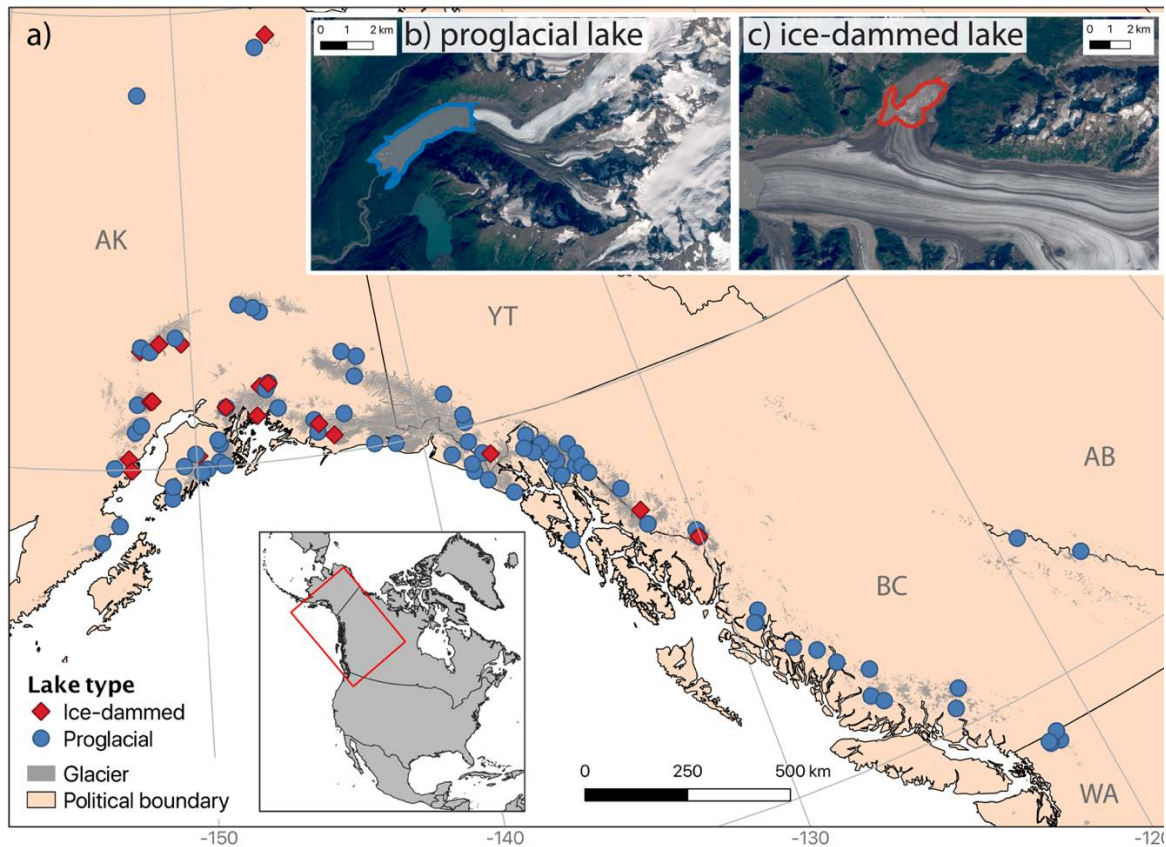 a)
0 1 2 km
b) proglacial lake
c) ice-dammed lake
0 1 2 km
AK
YT
AB
BC
WA
Lake type
Ice-dammed
Proglacial
Glacier
Political boundary
0 250 500 km
-150 -140 -130 -120